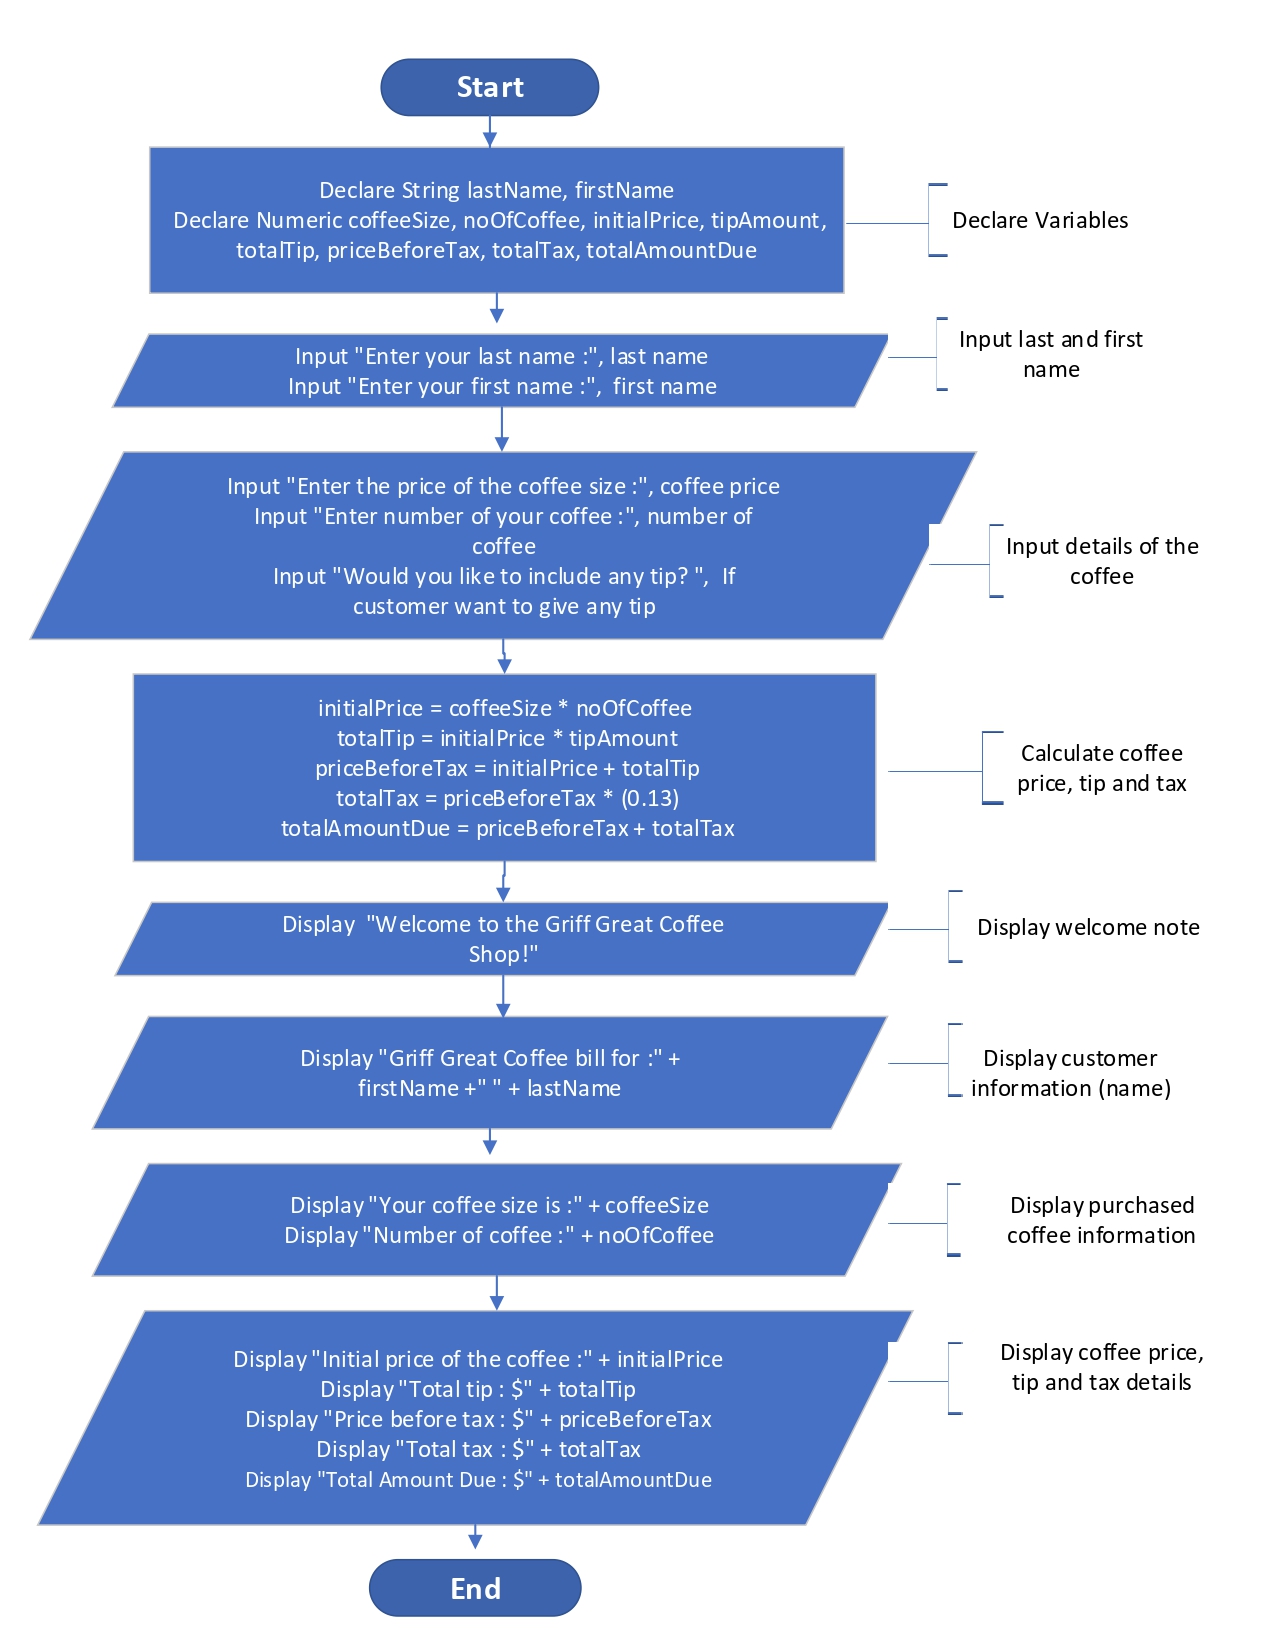 Start
Declare String lastName, firstName
Declare Numeric coffeeSize, noOfCoffee, initialPrice, tipAmount,
totalTip, priceBeforeTax, totalTax, totalAmountDue
Declare Variables
Input "Enter your last name :", last name
Input "Enter your first name :",  first name
Input last and first
name
Input "Enter the price of the coffee size :", coffee price
Input "Enter number of your coffee :", number of
coffee
Input "Would you like to include any tip? ",  If
customer want to give any tip
Input details of the
coffee
initialPrice = coffeeSize * noOfCoffee
totalTip = initialPrice * tipAmount
priceBeforeTax = initialPrice + totalTip
totalTax = priceBeforeTax * (0.13)
totalAmountDue = priceBeforeTax + totalTax
Calculate coffee
price, tip and tax
Display  "Welcome to the Griff Great Coffee
Shop!"
Display welcome note
Display "Griff Great Coffee bill for :" +
firstName +" " + lastName
Display customer
information (name)
Display "Your coffee size is :" + coffeeSize
Display "Number of coffee :" + noOfCoffee
Display purchased
coffee information
Display "Initial price of the coffee :" + initialPrice
Display "Total tip : $" + totalTip
Display "Price before tax : $" + priceBeforeTax
Display "Total tax : $" + totalTax
Display "Total Amount Due : $" + totalAmountDue
Display coffee price,
tip and tax details
End